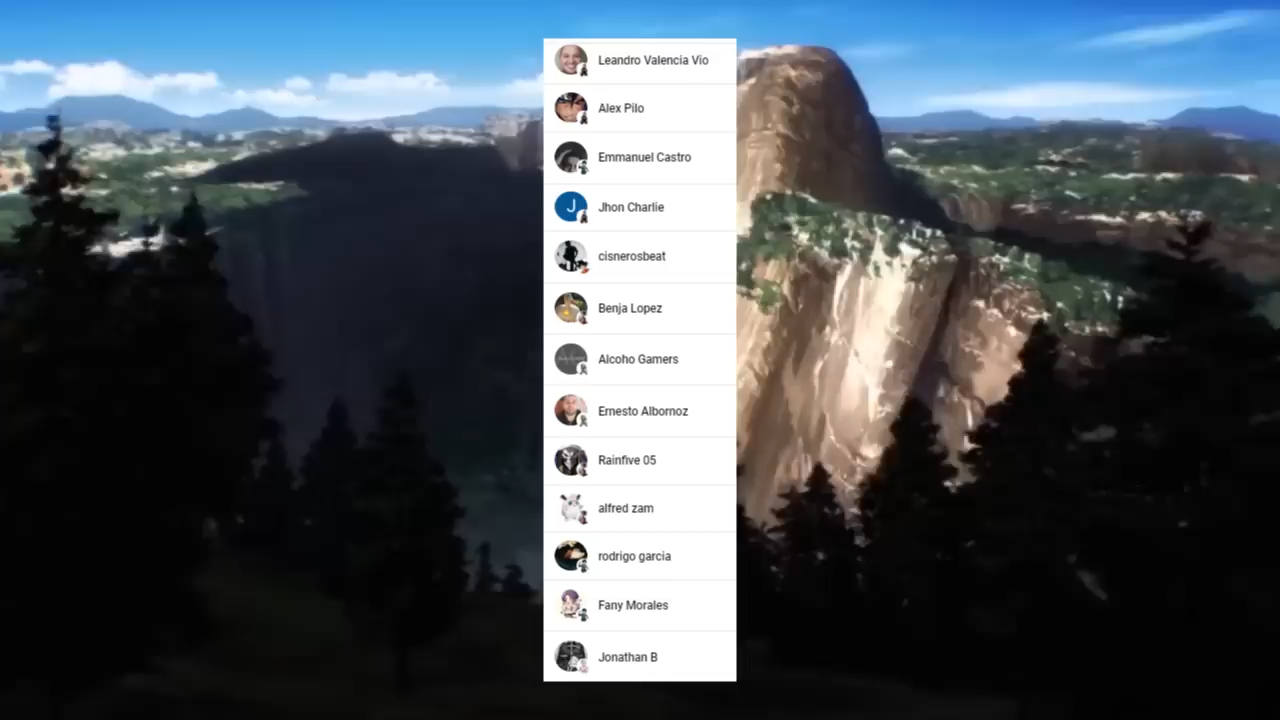 Leandro Valencia Vio
Alex Pilo
Emmanuel Castro
J
Jhon Charlie
cisnerosbeat
Benja Lopez
Alcoho Gamers
Ernesto Albornoz
Rainfive 05
alfred zam
rodrigo garcia
Fany Morales
Jonathan B